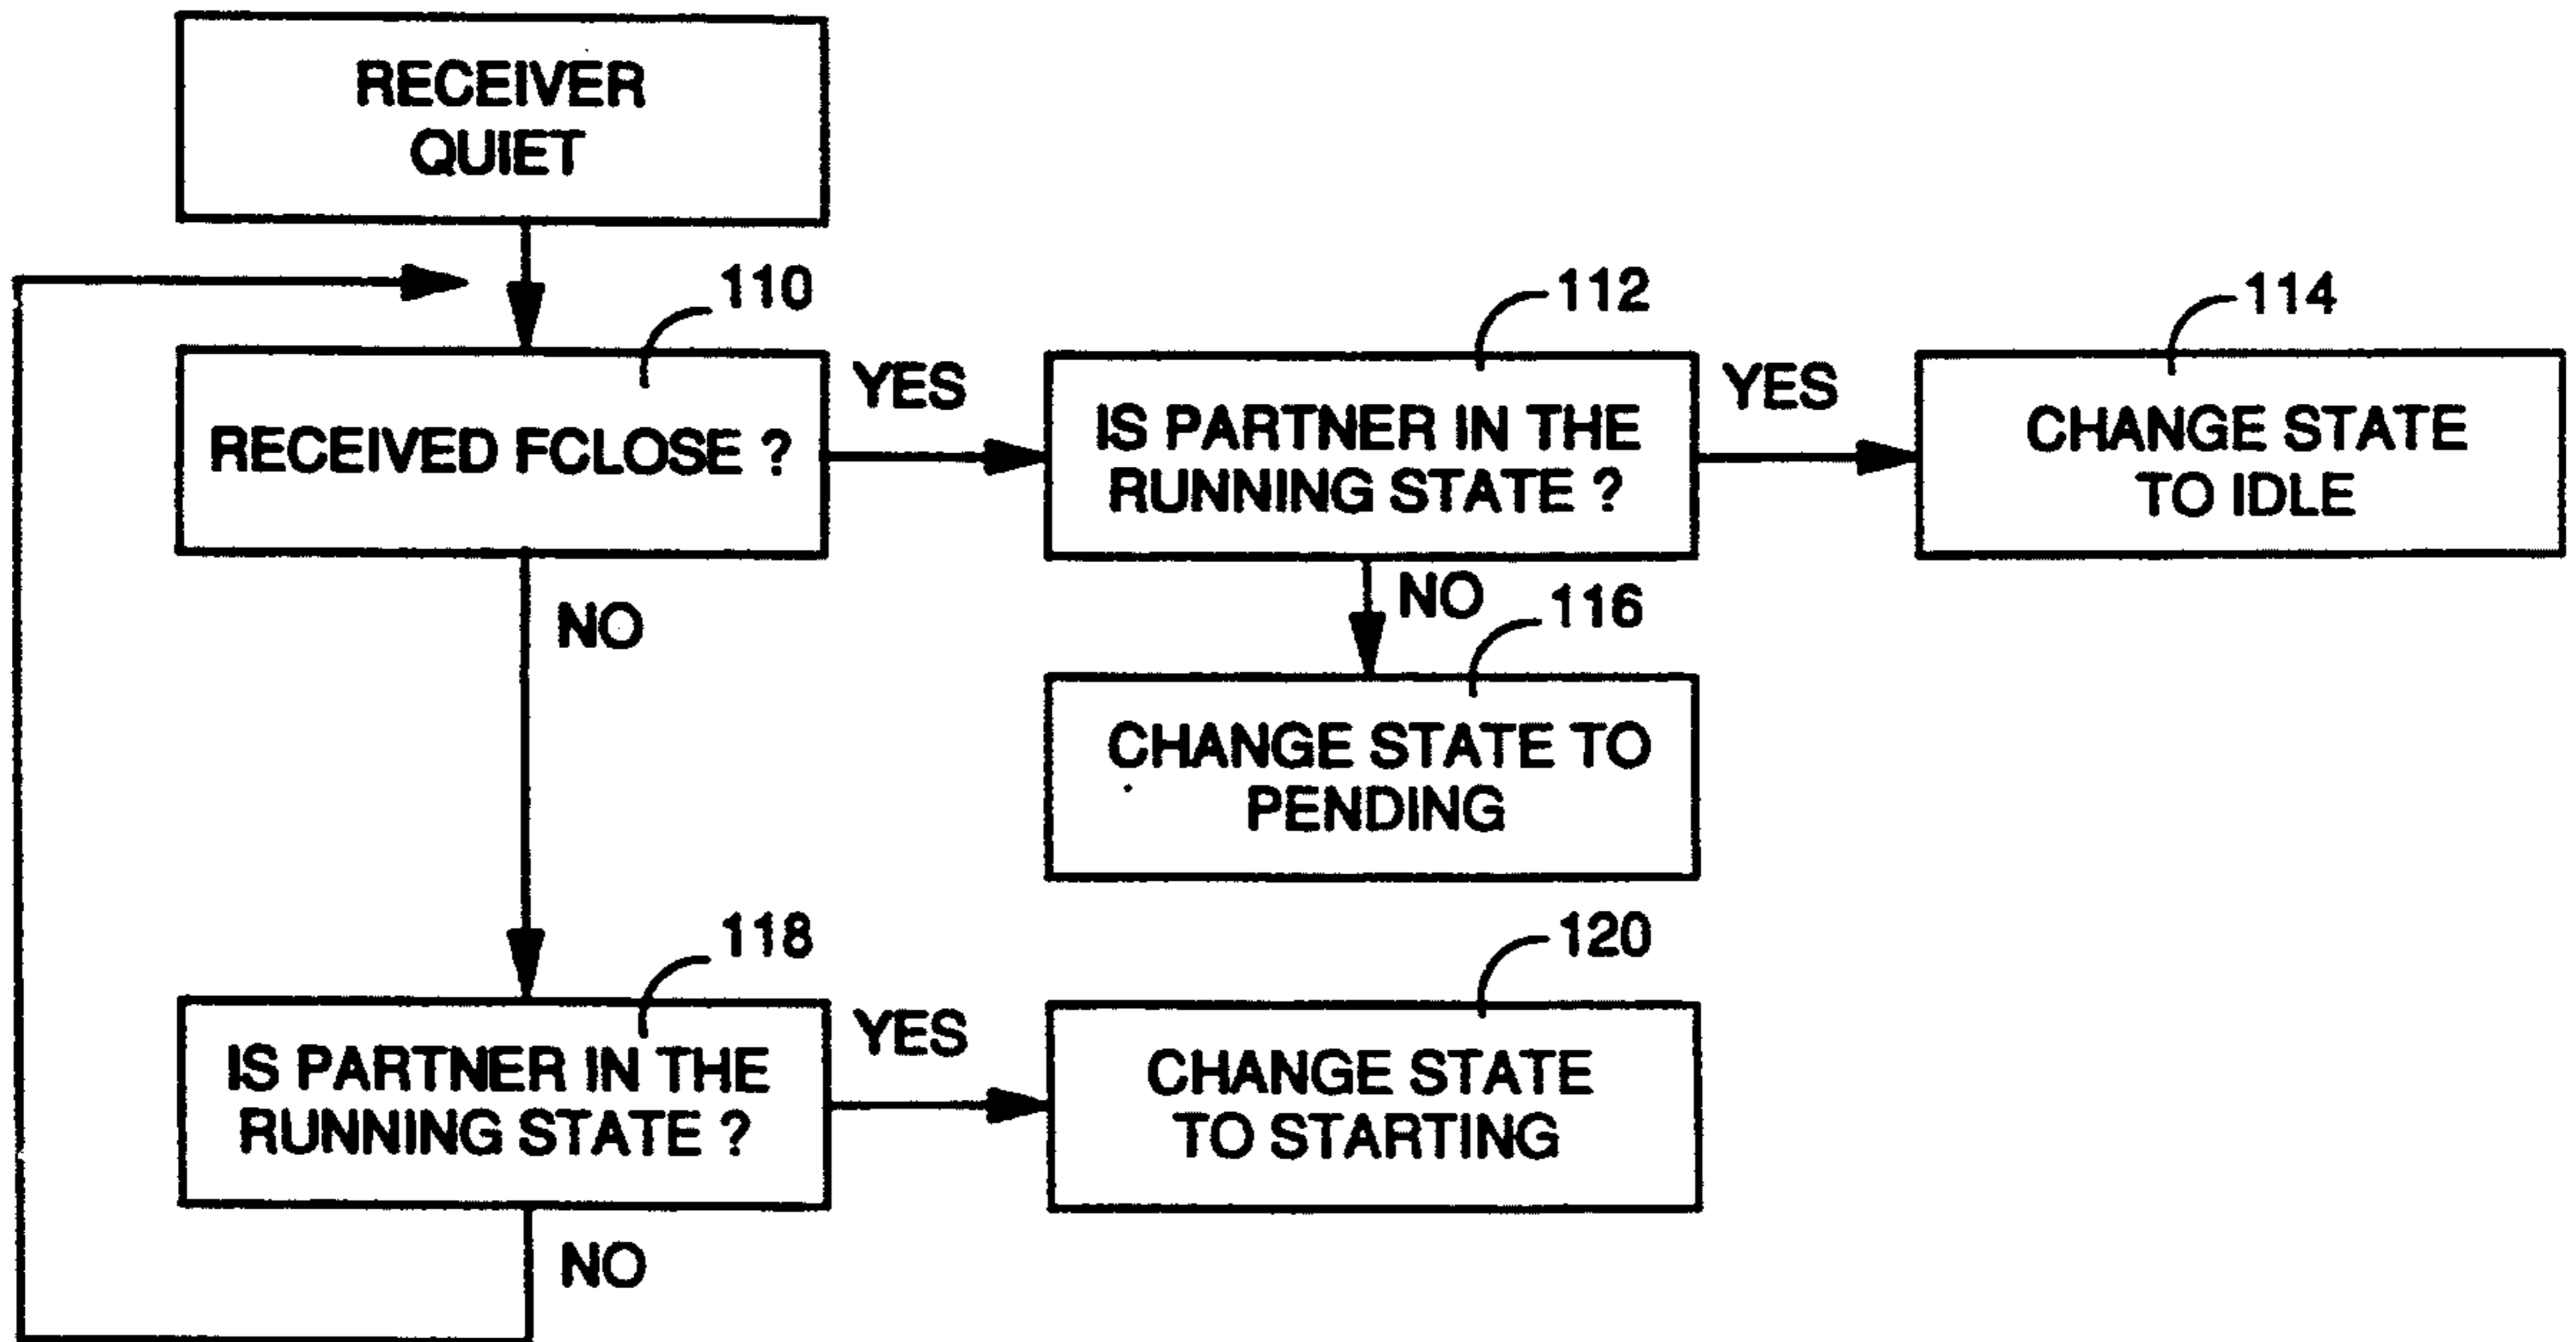 RECEIVER
QUIET
110
RECEIVED FCLOSE ?
YES
112
IS PARTNER IN THE
RUNNING STATE ?
YES
114
CHANGE STATE
TO IDLE
NO
116
CHANGE STATE TO
PENDING
NO
118
IS PARTNER IN THE
RUNNING STATE ?
YES
120
CHANGE STATE
TO STARTING
NO